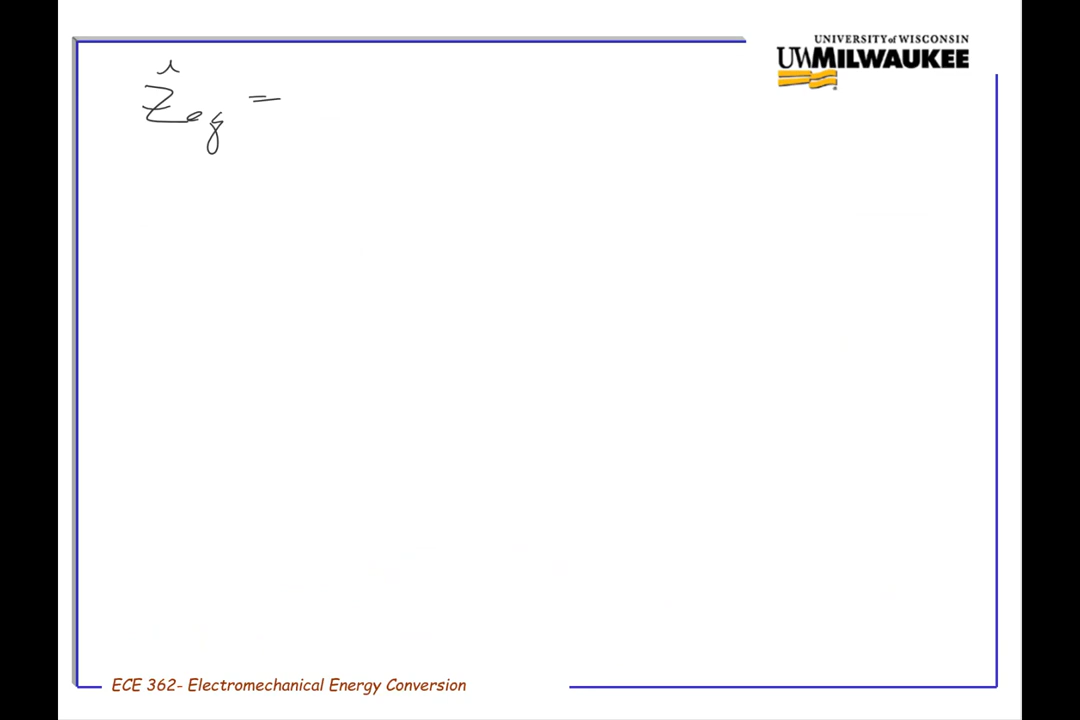 UNIVERSITY of WISCONSIN
UWMILWAUKEE
Ẑeq =
ECE 362- Electromechanical Energy Conversion